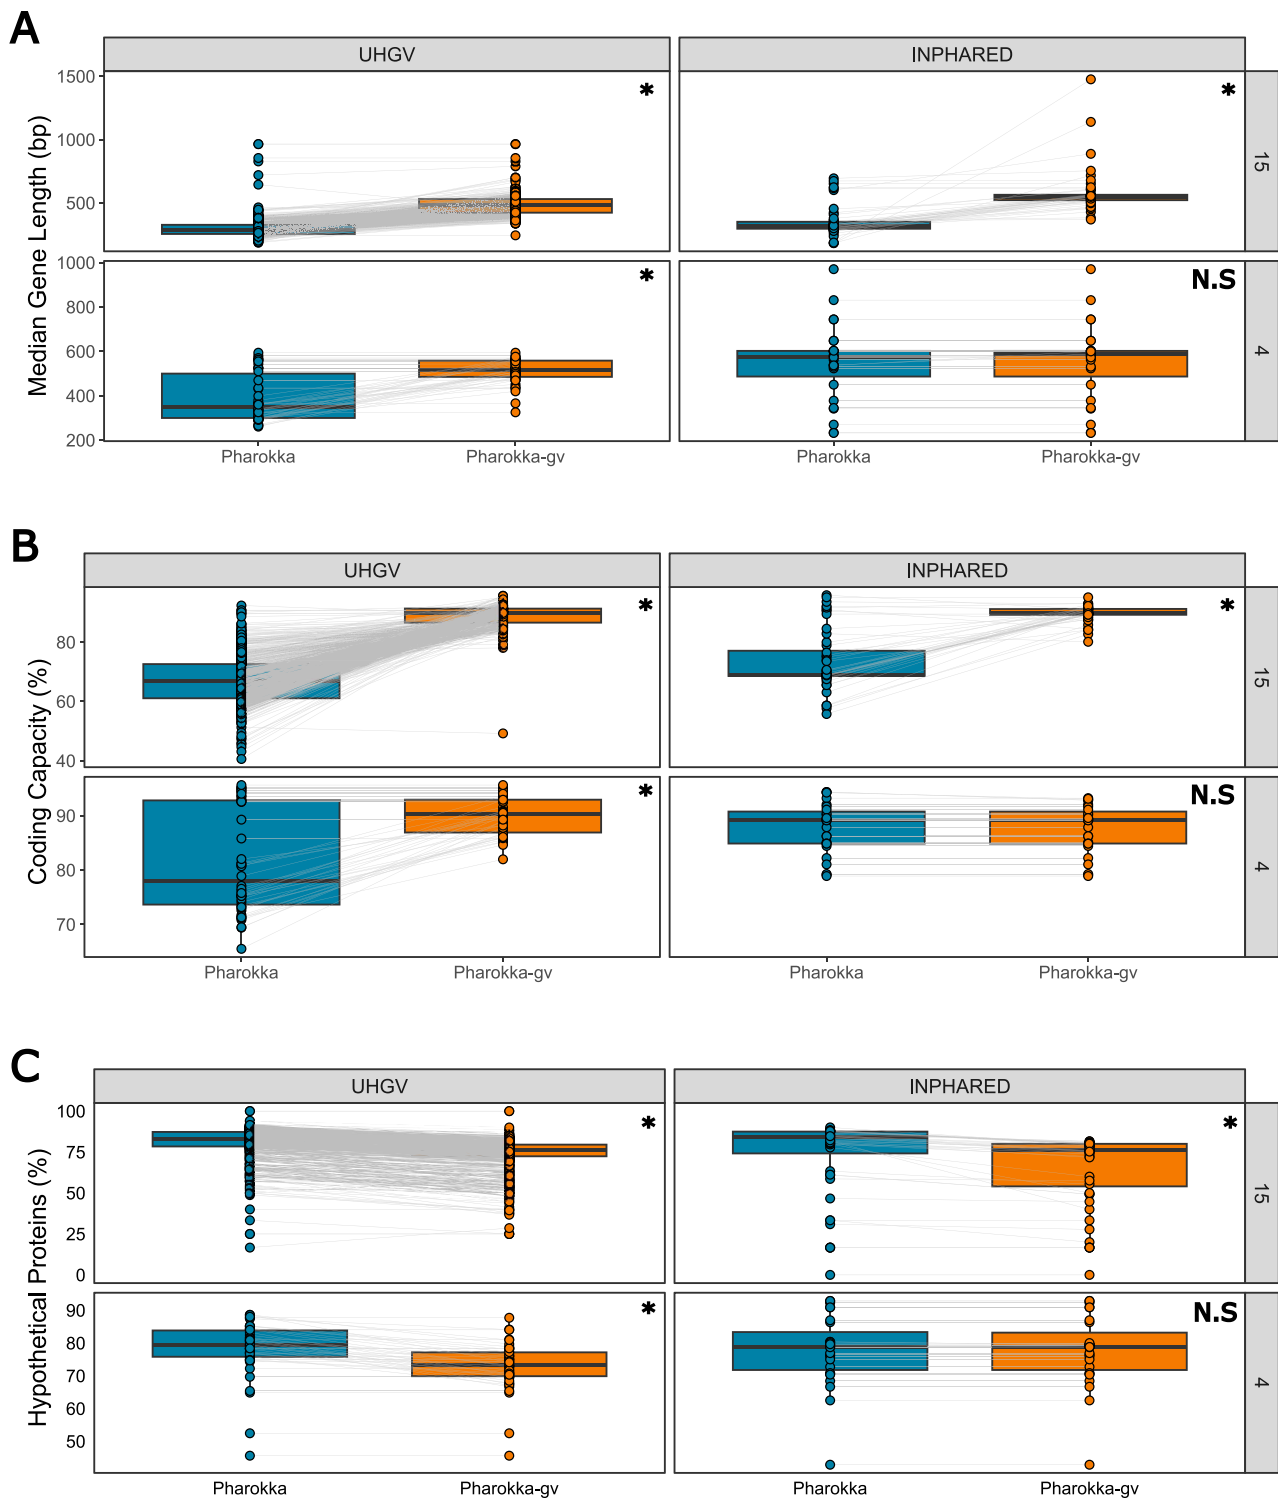 A
UHGV
INPHARED
Median Gene Length (bp)
1500
1000
500
*
*
15
1000
800
600
400
200
*
N.S
4
Pharokka
Pharokka-gv
Pharokka
Pharokka-gv
B
UHGV
INPHARED
Coding Capacity (%)
80
60
40
*
*
15
90
80
70
*
N.S
4
Pharokka
Pharokka-gv
Pharokka
Pharokka-gv
C
UHGV
INPHARED
Hypothetical Proteins (%)
100
75
50
25
0
*
*
15
90
80
70
60
50
*
N.S
4
Pharokka
Pharokka-gv
Pharokka
Pharokka-gv